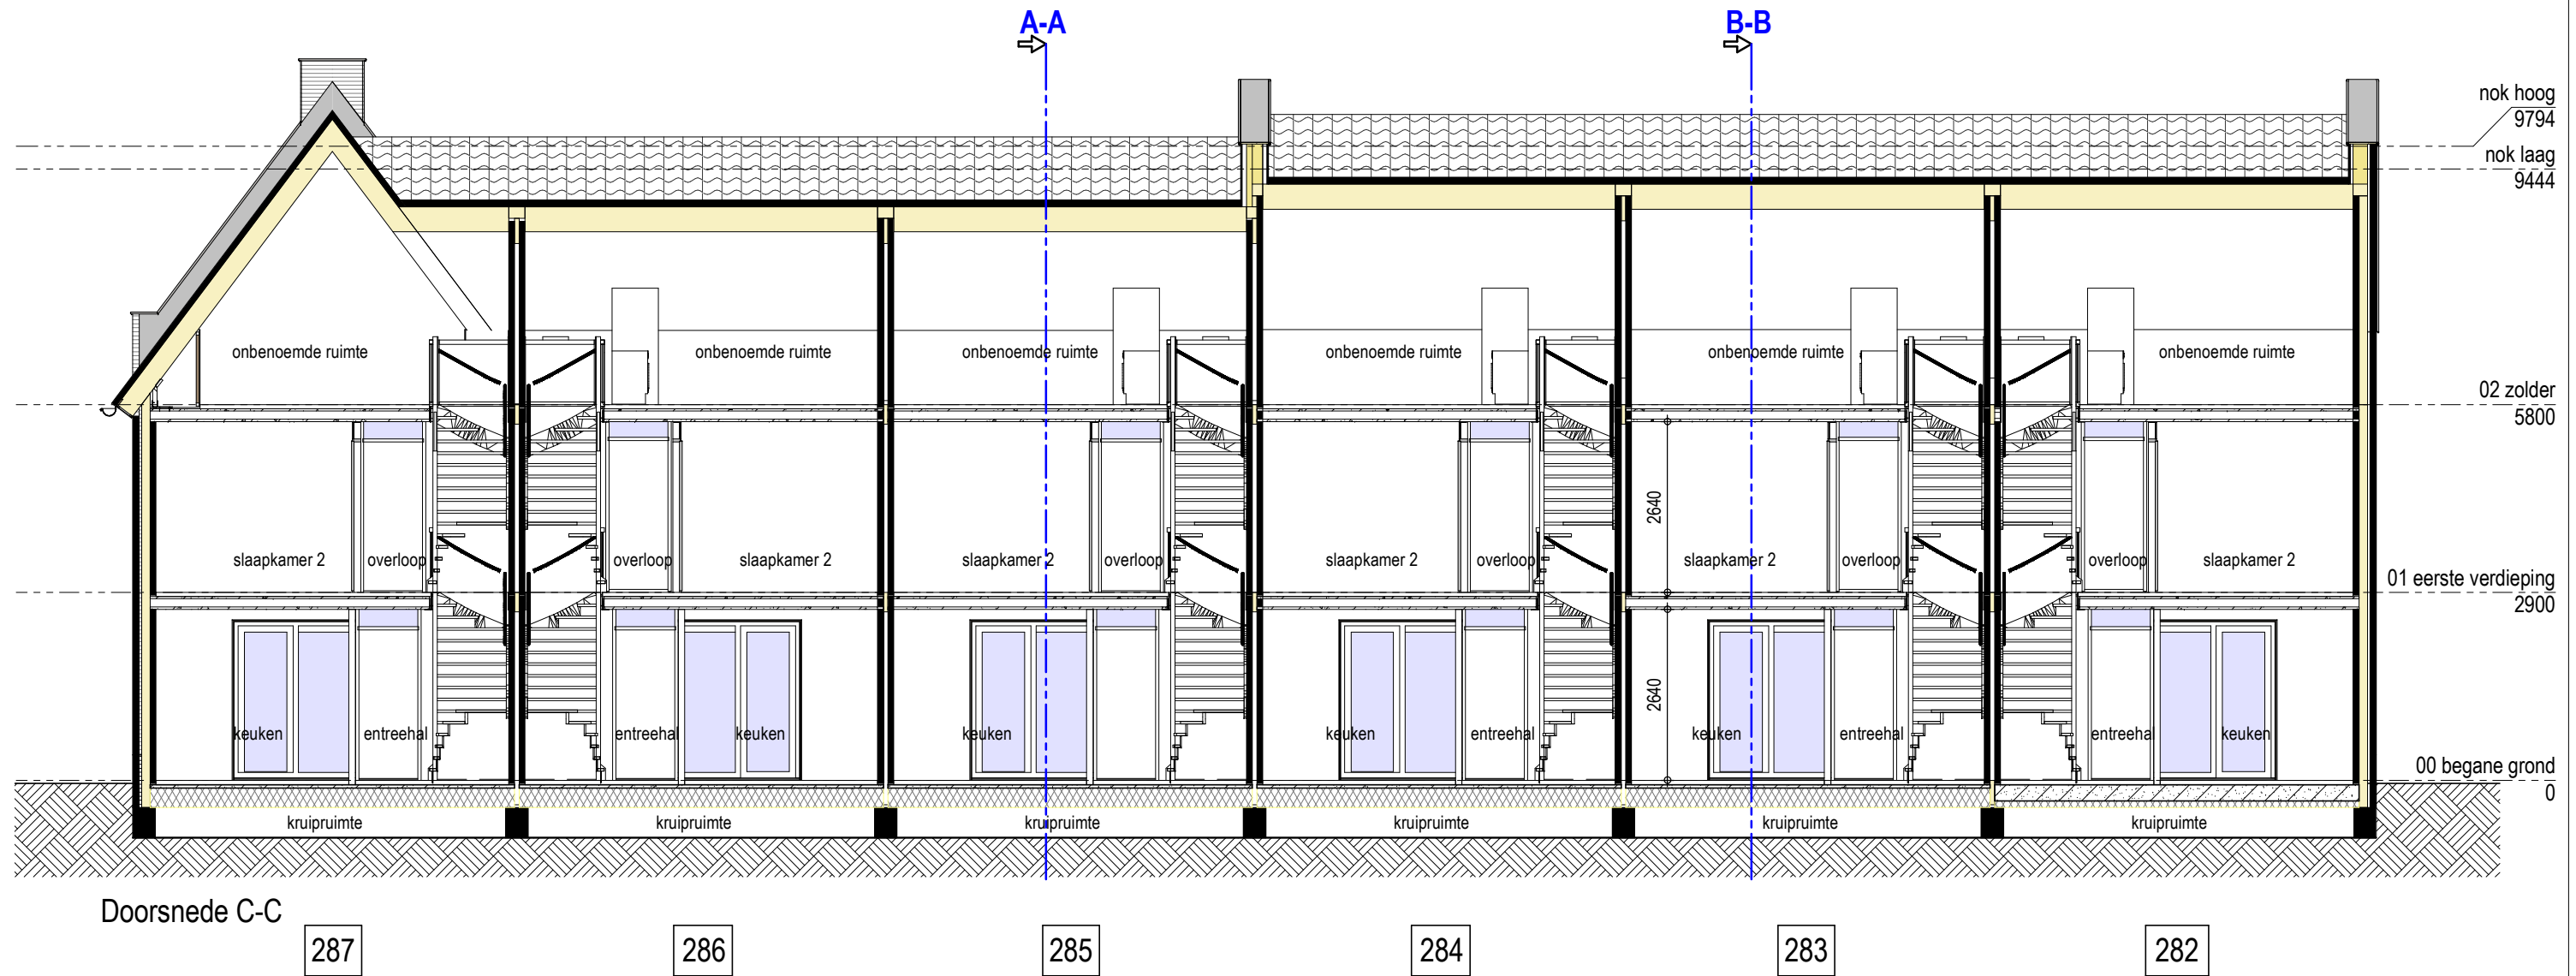 A-A
B-B
nok hoog
9794
nok laag
9444
onbenoemde ruimte
onbenoemde ruimte
onbenoemde ruimte
onbenoemde ruimte
onbenoemde ruimte
onbenoemde ruimte
02 zolder
5800
2640
slaapkamer 2
overloop
overloop
slaapkamer 2
slaapkamer 2
overloop
slaapkamer 2
overloop
slaapkamer 2
overloop
overloop
slaapkamer 2
01 eerste verdieping
2900
2640
keuken
entreehal
entreehal
keuken
keuken
keuken
entreehal
keuken
entreehal
entreehal
keuken
00 begane grond
0
kruipruimte
kruipruimte
kruipruimte
kruipruimte
kruipruimte
kruipruimte
Doorsnede C-C
287
286
285
284
283
282